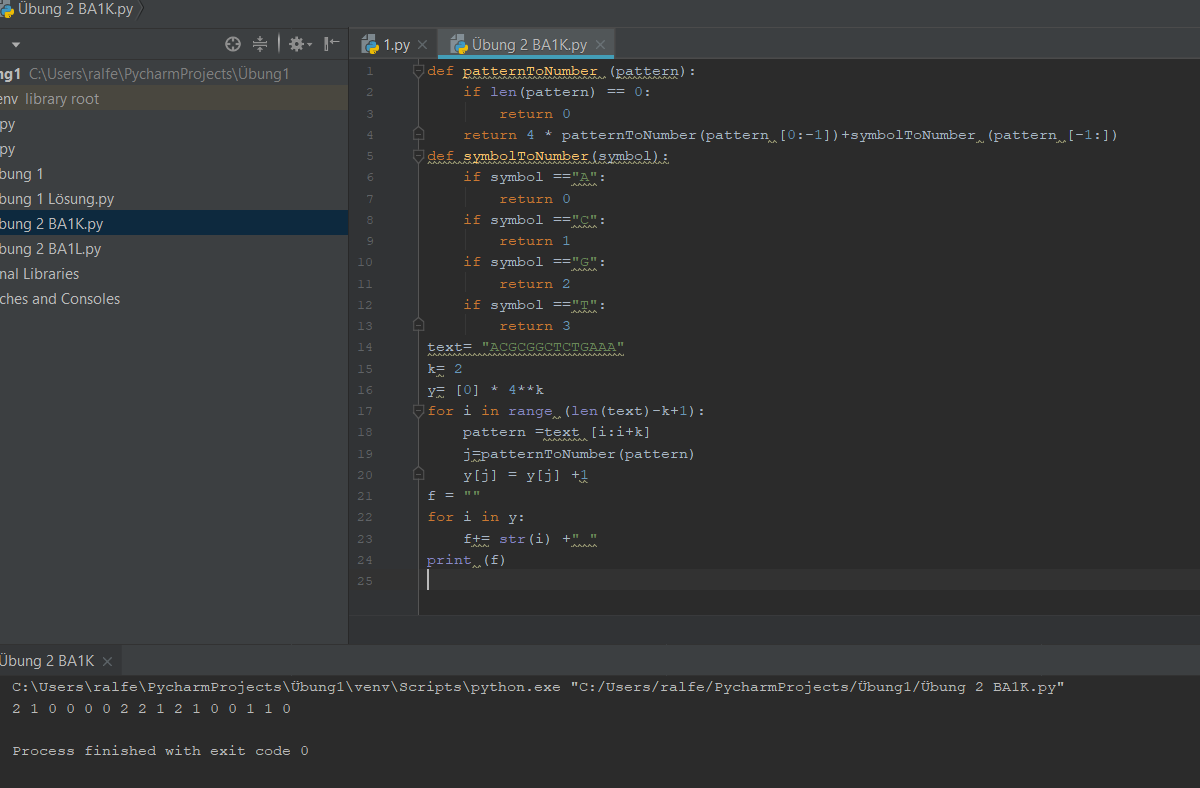 Übung 2 BA1K.py
ng1 C:\Users\ralfe\PycharmProjects\Übung1
env library root
py
py
bung 1
bung 1 Lösung.py
bung 2 BA1K.py
bung 2 BA1L.py
nal Libraries
ches and Consoles
1.py
Übung 2 BA1K.py
1 def patternToNumber (pattern):
2 if len(pattern) == 0:
3 return 0
4 return 4 * patternToNumber(pattern [0:-1])+symbolToNumber (pattern [-1:])
5 def symbolToNumber(symbol):
6 if symbol =="A":
7 return 0
8 if symbol =="C":
9 return 1
10 if symbol =="G":
11 return 2
12 if symbol =="T":
13 return 3
14 text= "ACGCGGCTCTGAAA"
15 k= 2
16 y= [0] * 4**k
17 for i in range (len(text)-k+1):
18 pattern =text [i:i+k]
19 j=patternToNumber(pattern)
20 y[j] = y[j] +1
21 f = ""
22 for i in y:
23 f+= str(i) +" "
24 print (f)
25
Übung 2 BA1K
C:\Users\ralfe\PycharmProjects\Übung1\venv\Scripts\python.exe "C:/Users/ralfe/PycharmProjects/Übung1/Übung 2 BA1K.py"
2 1 0 0 0 0 2 2 1 2 1 0 0 1 1 0
Process finished with exit code 0